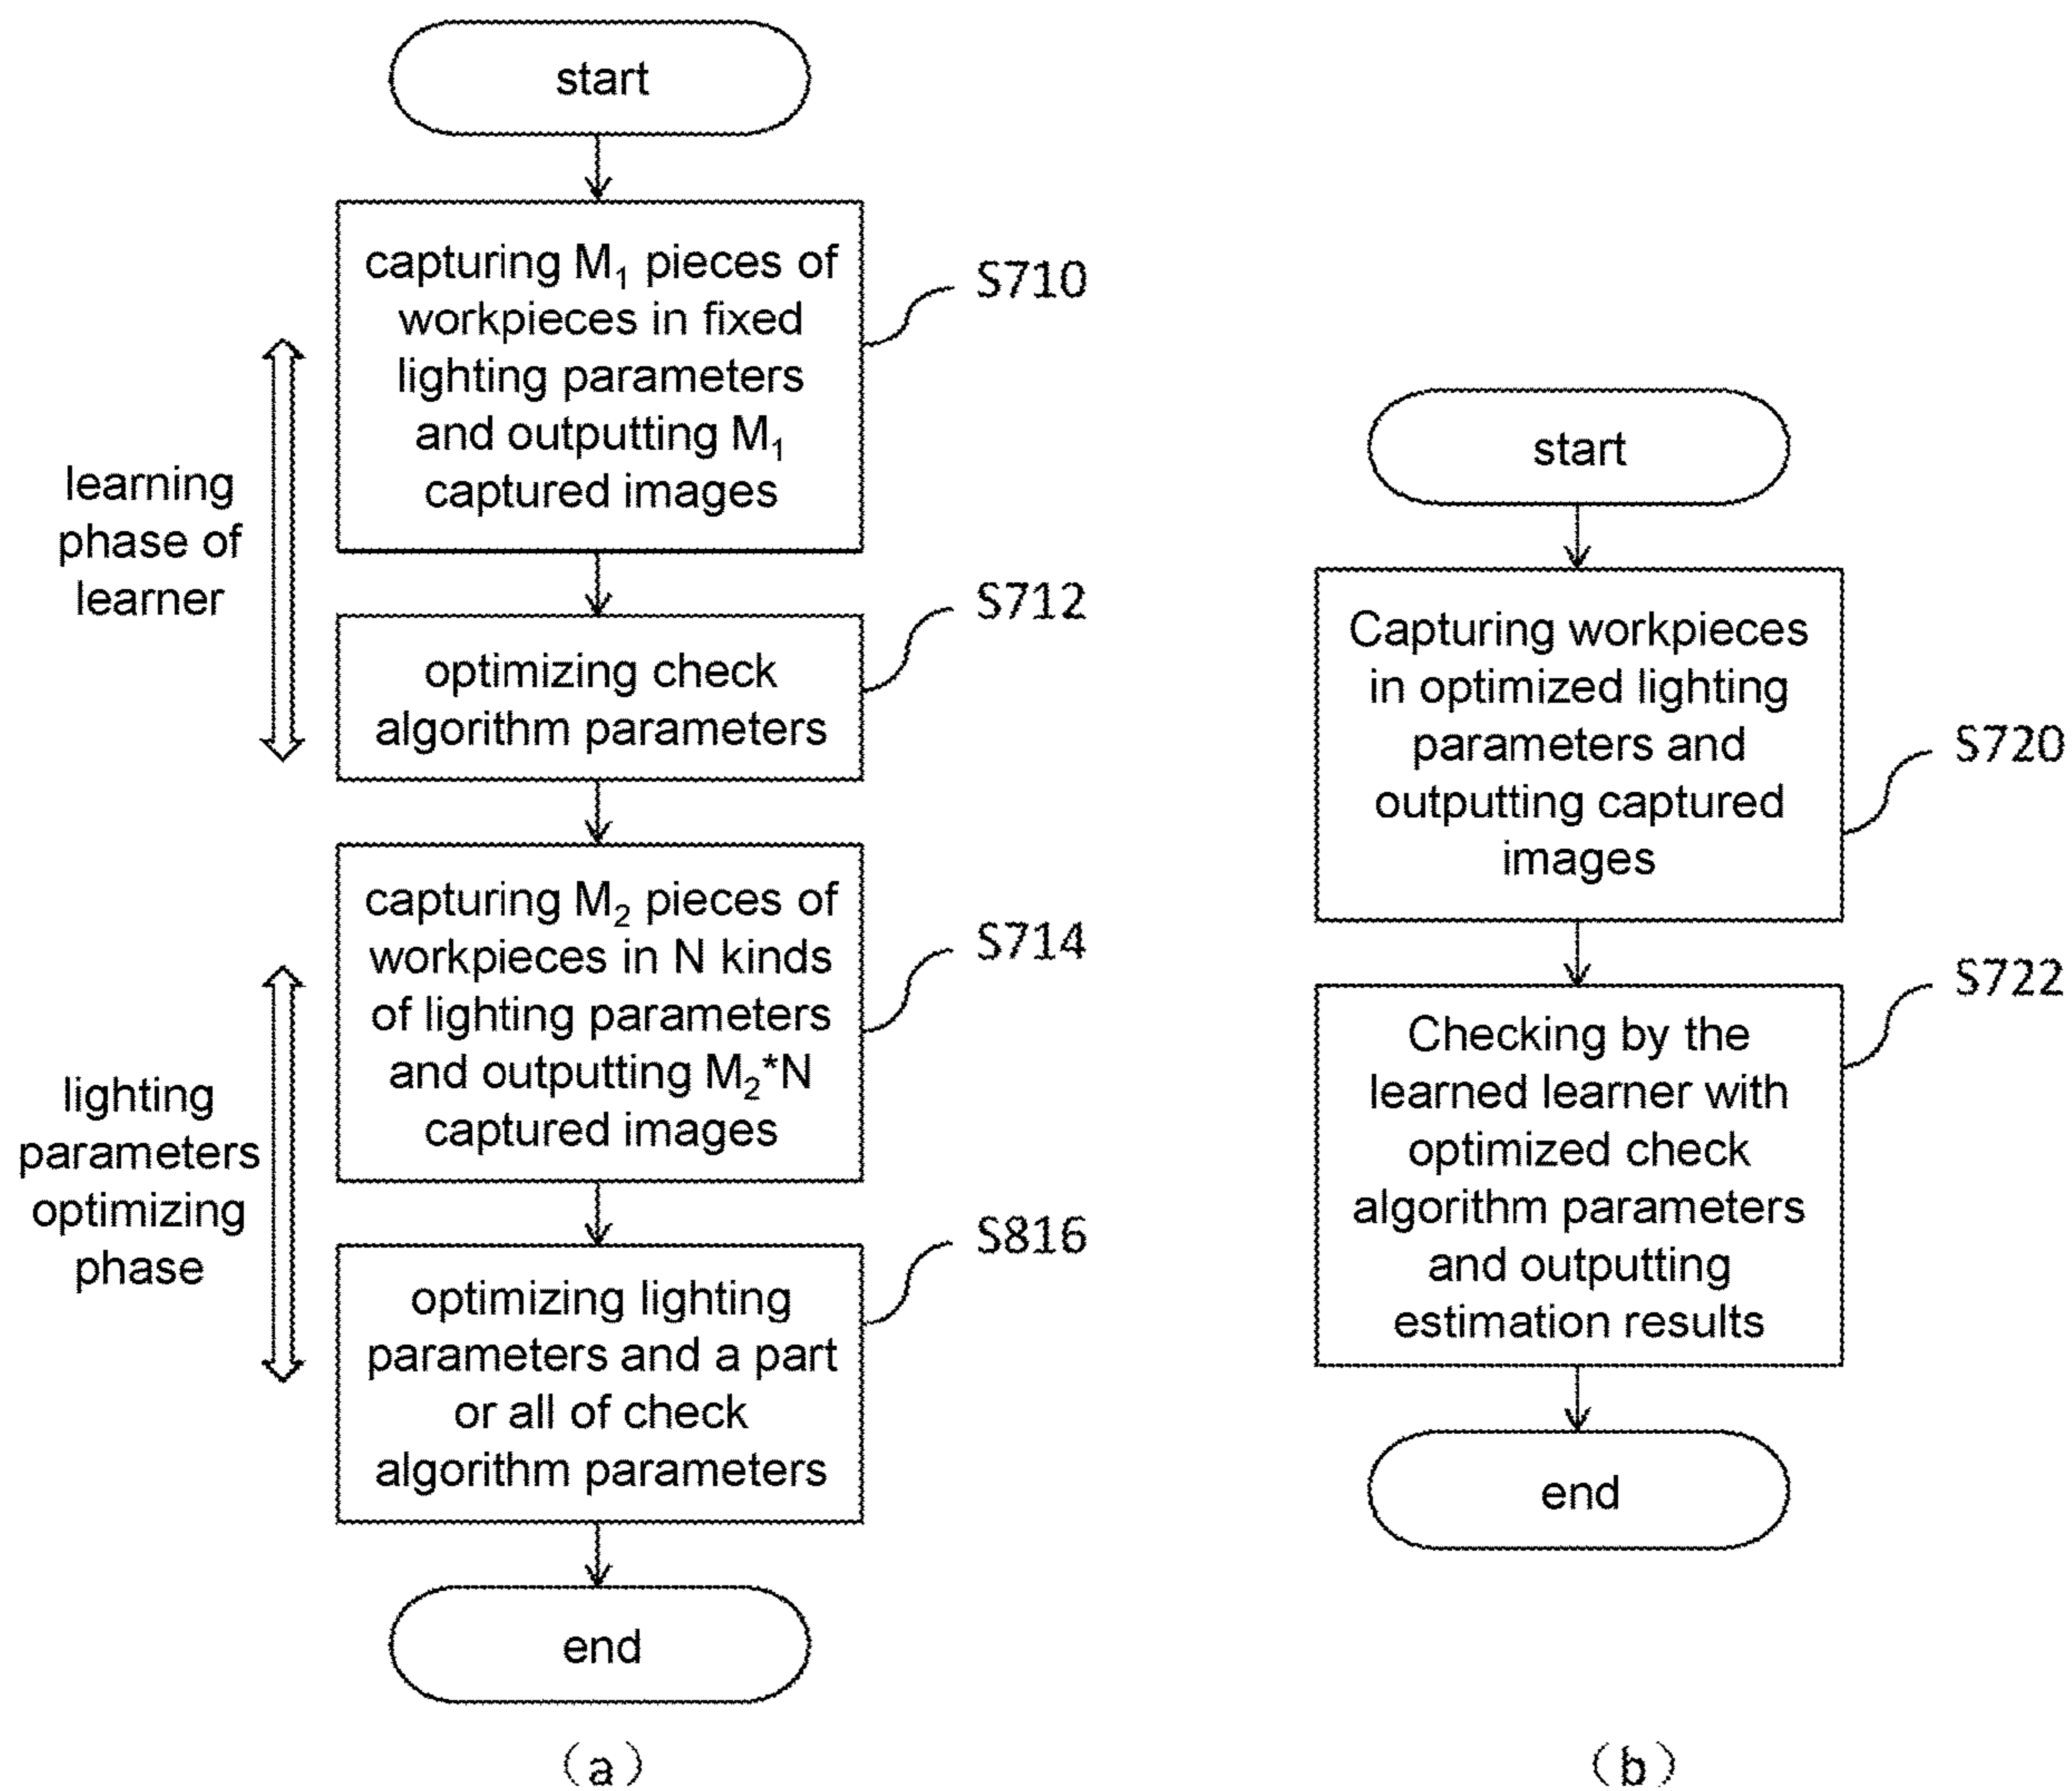 start
capturing M₁ pieces of
workpieces in fixed
lighting parameters
and outputting M₁
captured images
S710
learning
phase of
learner
optimizing check
algorithm parameters
S712
capturing M₂ pieces of
workpieces in N kinds
of lighting parameters
and outputting M₂*N
captured images
S714
lighting
parameters
optimizing
phase
optimizing lighting
parameters and a part
or all of check
algorithm parameters
S816
end
(a)
start
Capturing workpieces
in optimized lighting
parameters and
outputting captured
images
S720
Checking by the
learned learner with
optimized check
algorithm parameters
and outputting
estimation results
S722
end
(b)